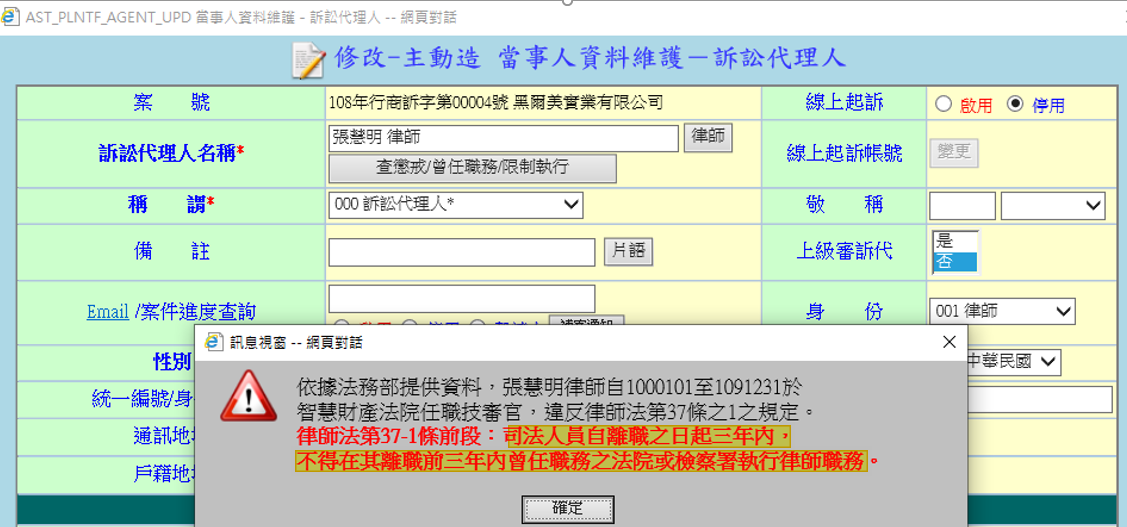 AST_PLNTF_AGENT_UPD 當事人資料維護 - 訴訟代理人 -- 網頁對話
修改-主動造 當事人資料維護－訴訟代理人
案 號 108年行商訴字第00004號 黑爾美實業有限公司 線上起訴 啟用 停用
訴訟代理人名稱* 張慧明 律師 律師 線上起訴帳號 變更
查懲戒/曾任職務/限制執行
稱 謂* 000 訴訟代理人* 敬 稱
備 註 片語 上級審訴代 是
否
Email /案件進度查詢 身 份 001 律師
訊息視窗 -- 網頁對話
性別 中華民國
依據法務部提供資料，張慧明律師自1000101至1091231於
統一編號/身
智慧財產法院任職技審官，違反律師法第37條之1之規定。
通訊地
律師法第37-1條前段：司法人員自離職之日起三年內，
不得在其離職前三年內曾任職務之法院或檢察署執行律師職務。
戶籍地
確定